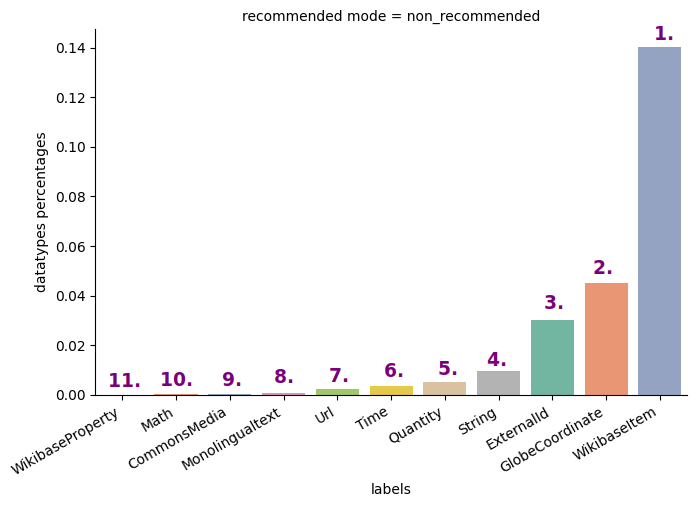 recommended mode = non_recommended
datatypes percentages
0.14
0.12
0.10
0.08
0.06
0.04
0.02
0.00
11.
10.
9.
8.
7.
6.
5.
4.
3.
2.
1.
WikibaseProperty
Math
CommonsMedia
Monolingualtext
Url
Time
Quantity
String
ExternalId
GlobeCoordinate
WikibaseItem
labels